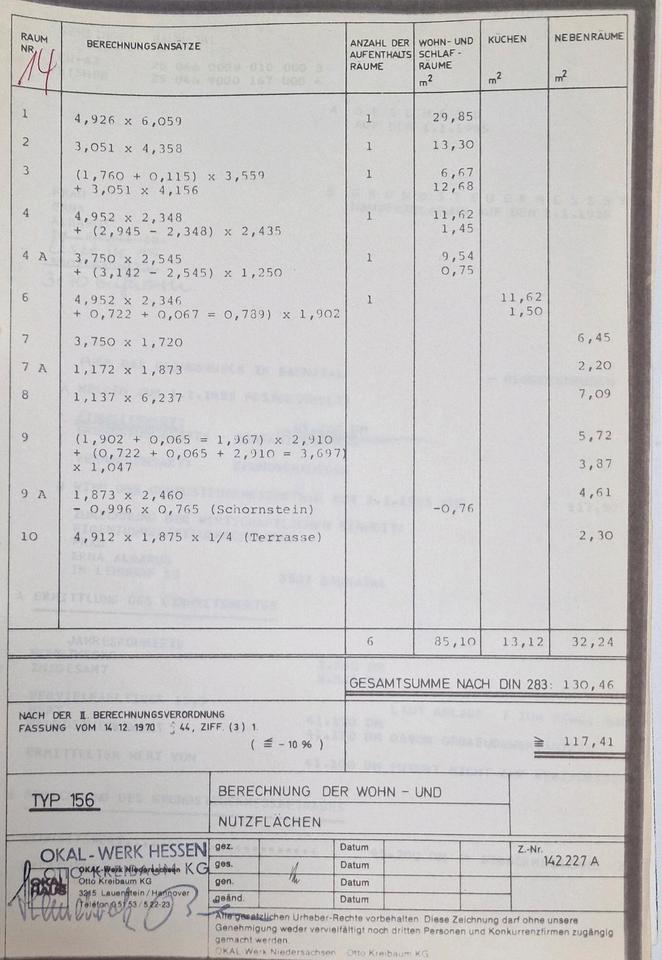 RAUM NR. BERECHNUNGSANSÄTZE ANZAHL DER AUFENTHALTS RÄUME WOHN- UND SCHLAF- RÄUME m² KÜCHEN m² NEBENRÄUME m²
14
1 4,926 x 6,059 1 29,85
2 3,051 x 4,358 1 13,30
3 (1,760 + 0,115) x 3,559 1 6,67
+ 3,051 x 4,156 12,68
4 4,952 x 2,348 1 11,62
+ (2,945 - 2,348) x 2,435 1,45
4 A 3,750 x 2,545 1 9,54
+ (3,142 - 2,545) x 1,250 0,75
6 4,952 x 2,346 1 11,62
+ 0,722 + 0,067 = 0,789) x 1,902 1,50
7 3,750 x 1,720 6,45
7 A 1,172 x 1,873 2,20
8 1,137 x 6,237 7,09
9 (1,902 + 0,065 = 1,967) x 2,910 5,72
+ (0,722 + 0,065 + 2,910 = 3,697)
x 1,047 3,87
9 A 1,873 x 2,460 4,61
- 0,996 x 0,765 (Schornstein) -0,76
10 4,912 x 1,875 x 1/4 (Terrasse) 2,30
6 85,10 13,12 32,24
GESAMTSUMME NACH DIN 283: 130,46
NACH DER II. BERECHNUNGSVERORDNUNG
FASSUNG VOM 14.12.1970 § 44, ZIFF. (3) 1.
( ≦ - 10 % ) ≧ 117,41
TYP 156
BERECHNUNG DER WOHN - UND
NUTZFLÄCHEN
OKAL-WERK HESSEN
OTTO KREIBAUM KG
OKAL HAUS
OKAL-Werk Niedersachsen
Otto Kreibaum KG
3215 Lauenstein / Hannover
Telefon 05153 / 522-23
gez. Datum
ges. Datum
gen. Datum
geänd. Datum
Z.-Nr.
142.227 A
Alle gesetzlichen Urheber-Rechte vorbehalten. Diese Zeichnung darf ohne unsere
Genehmigung weder vervielfältigt noch dritten Personen und Konkurrenzfirmen zugängig
gemacht werden.
OKAL-Werk Niedersachsen Otto Kreibaum KG